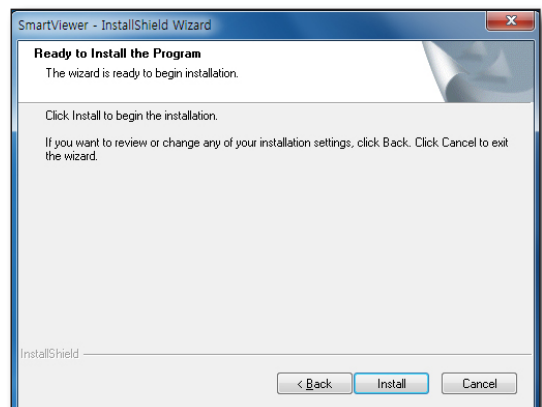 SmartViewer - InstallShield Wizard
Ready to Install the Program
The wizard is ready to begin installation.
Click Install to begin the installation.
If you want to review or change any of your installation settings, click Back. Click Cancel to exit
the wizard.
InstallShield
< Back Install Cancel